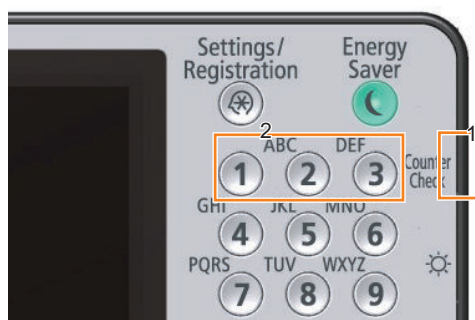 Settings/
Registration
Energy
Saver
2
1
ABC
DEF
1
2
3
Counter
Check
GHI
JKL
MNO
4
5
6
PQRS
TUV
WXYZ
7
8
9